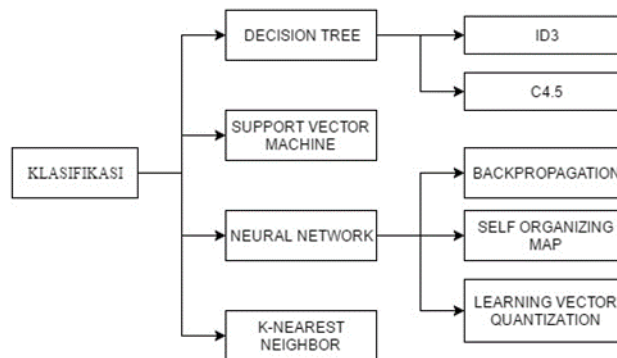 KLASIFIKASI
DECISION TREE
ID3
C4.5
SUPPORT VECTOR
MACHINE
NEURAL NETWORK
BACKPROPAGATION
SELF ORGANIZING
MAP
LEARNING VECTOR
QUANTIZATION
K-NEAREST
NEIGHBOR